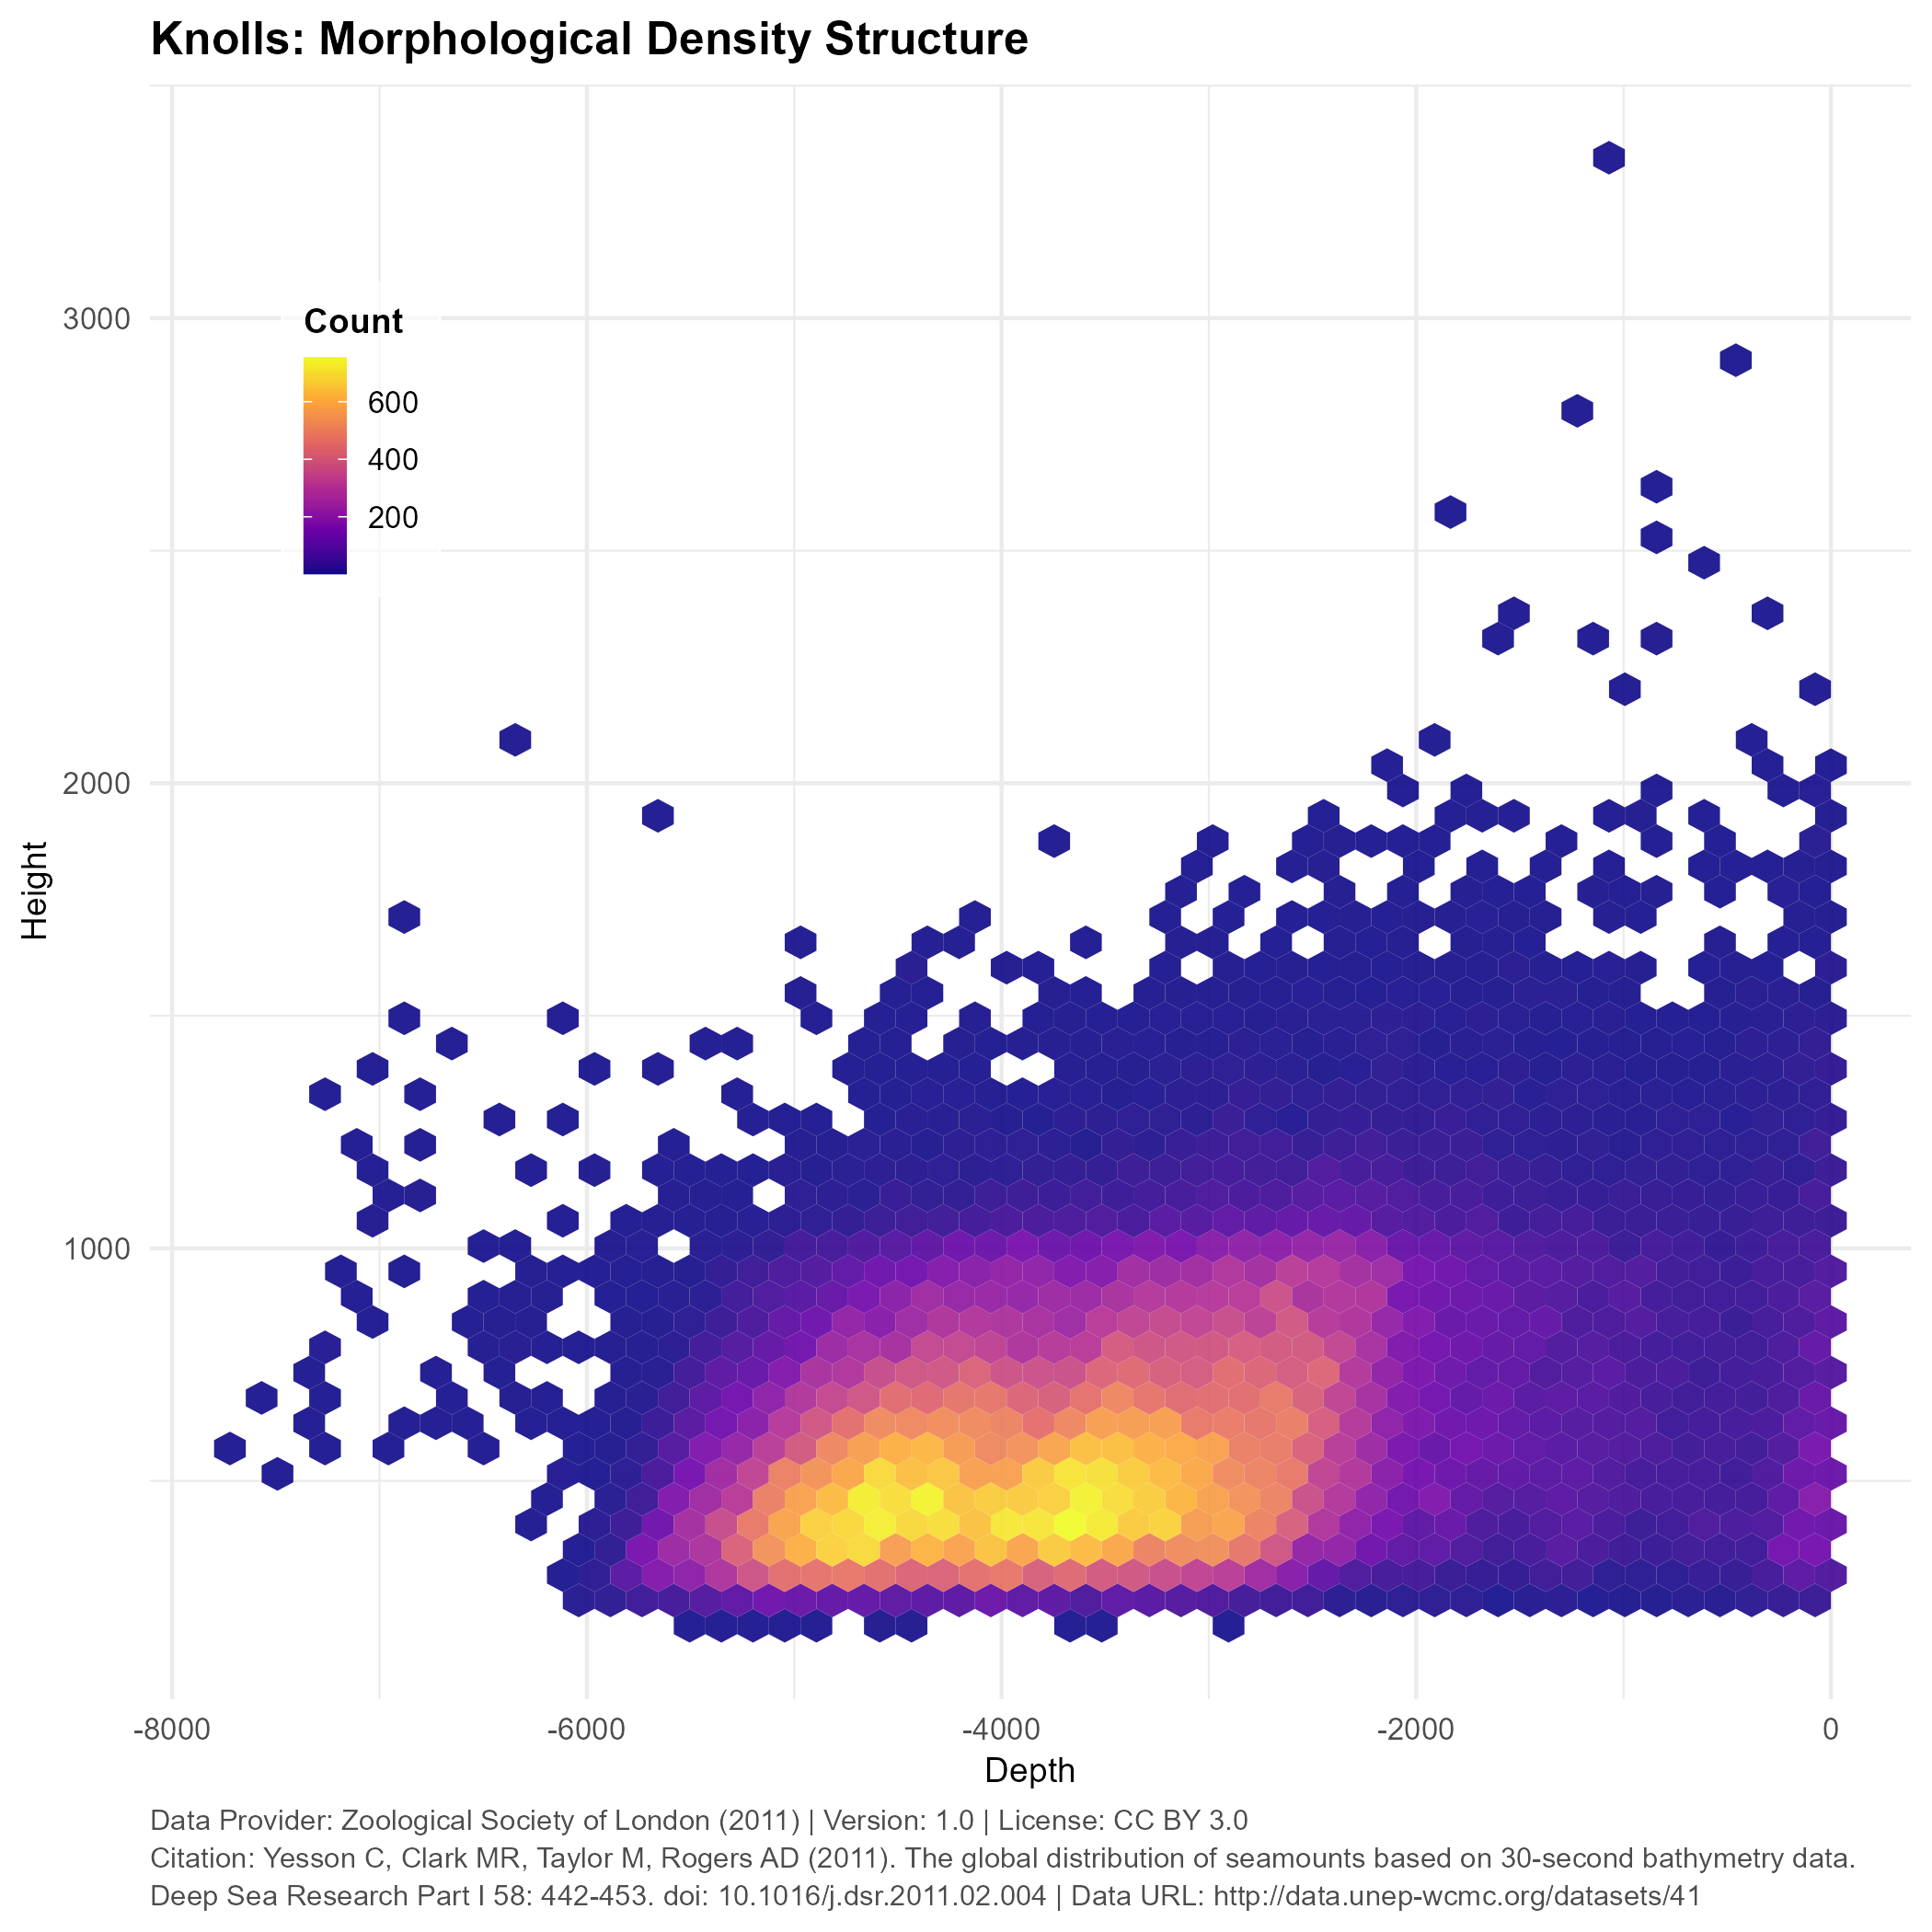 Knolls: Morphological Density Structure
Count
600
400
200
3000
2000
1000
Height
-8000 -6000 -4000 -2000 0
Depth
Data Provider: Zoological Society of London (2011) | Version: 1.0 | License: CC BY 3.0
Citation: Yesson C, Clark MR, Taylor M, Rogers AD (2011). The global distribution of seamounts based on 30-second bathymetry data.
Deep Sea Research Part I 58: 442-453. doi: 10.1016/j.dsr.2011.02.004 | Data URL: http://data.unep-wcmc.org/datasets/41